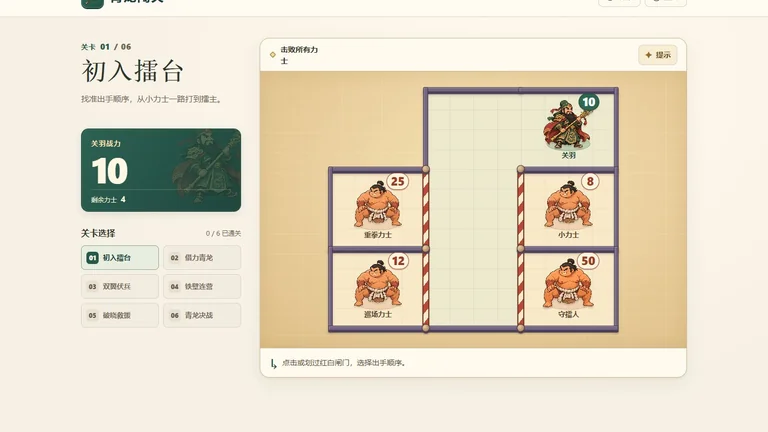 关卡 01 / 06
初入擂台
找准出手顺序，从小力士一路打到擂主。
关羽战力
10
剩余力士 4
关卡选择
0 / 6 已通关
01 初入擂台
02 借力青龙
03 双翼伏兵
04 铁壁连营
05 破晓救援
06 青龙决战
击败所有力
士
提示
10
关羽
25
重拳力士
8
小力士
12
巡场力士
50
守擂人
点击或划过红白闸门，选择出手顺序。